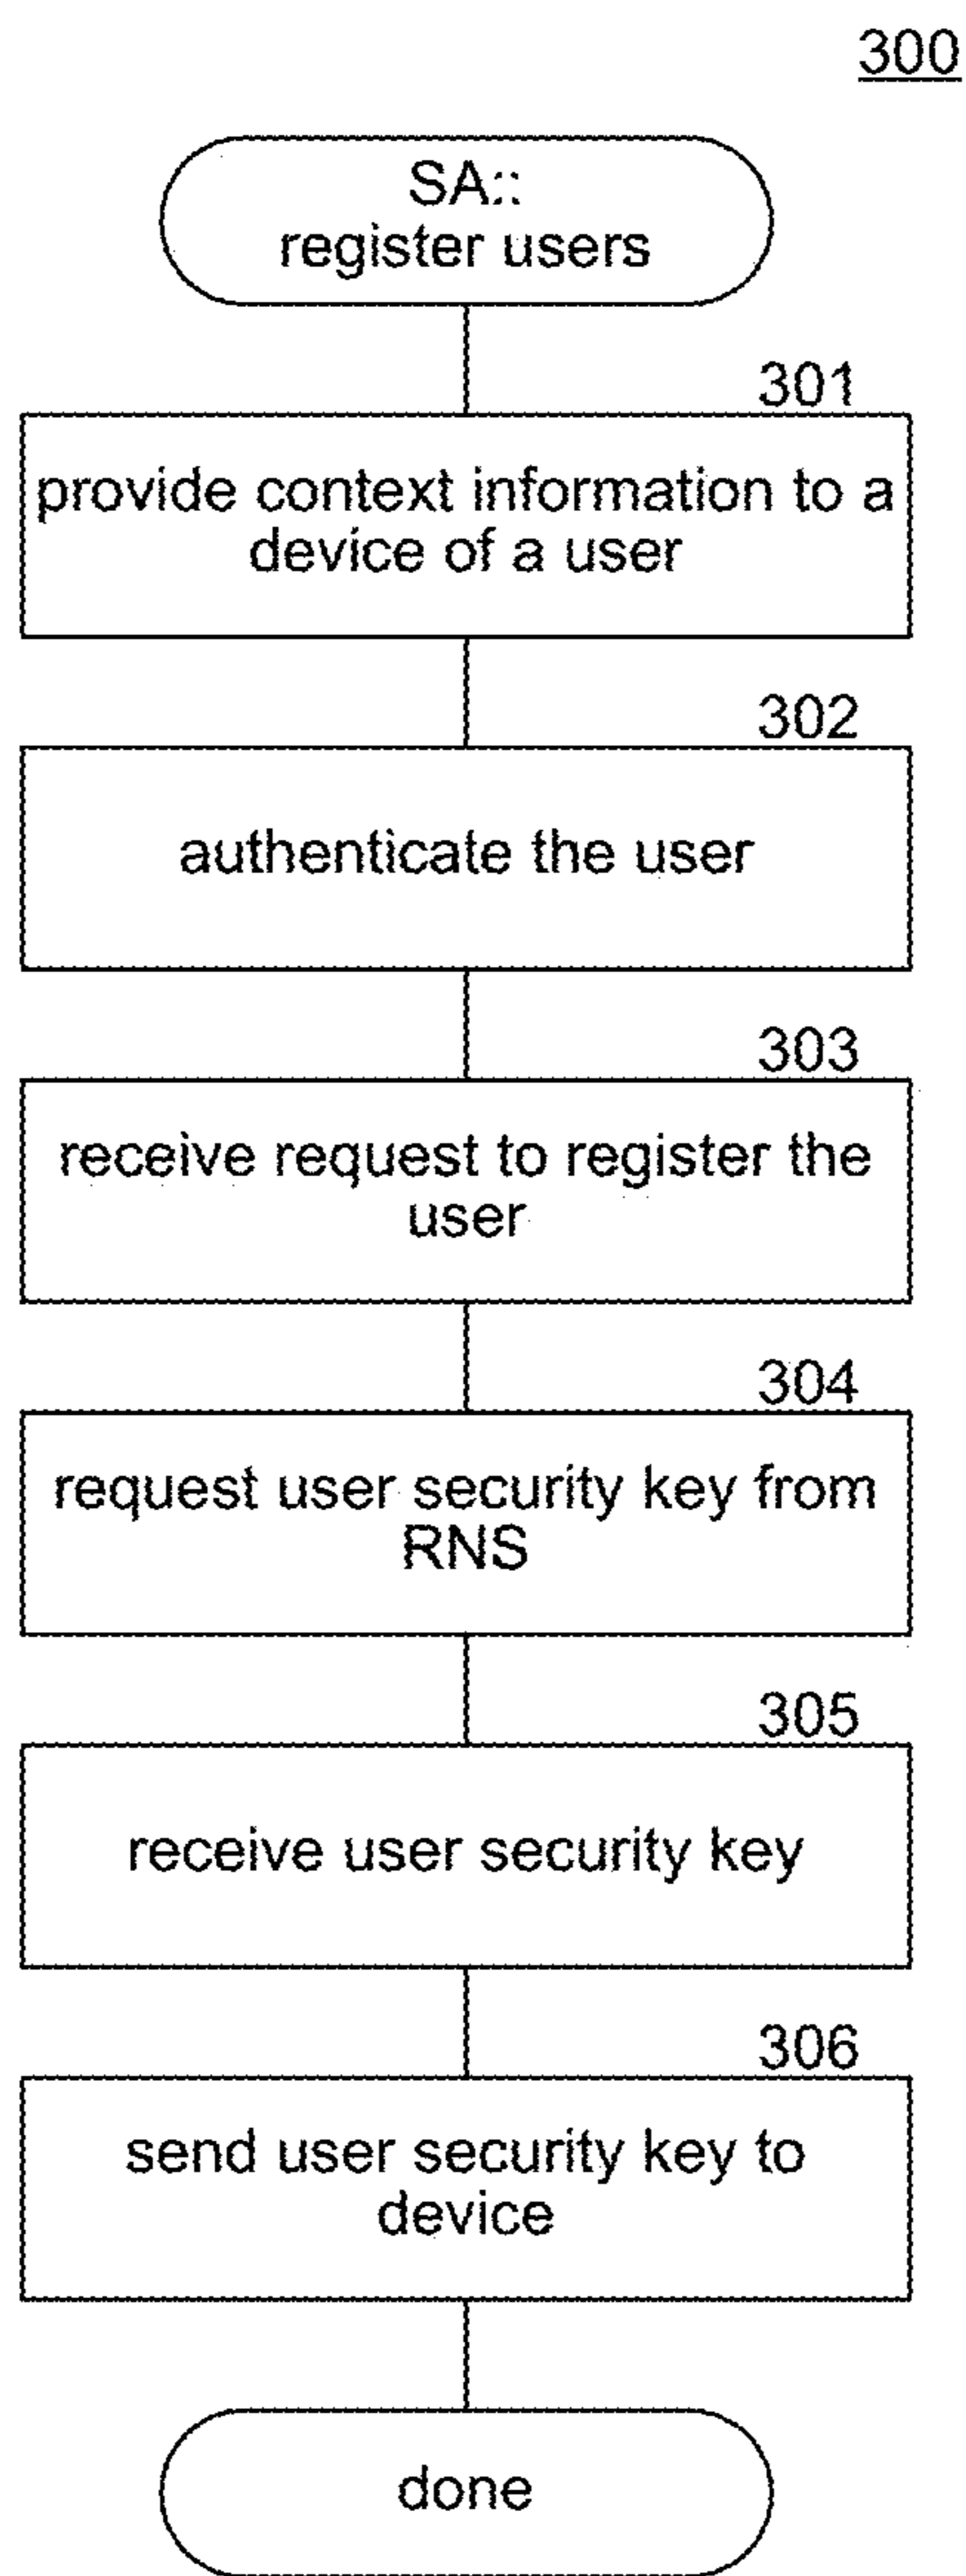 300
SA::
register users
301
provide context information to a
device of a user
302
authenticate the user
303
receive request to register the
user
304
request user security key from
RNS
305
receive user security key
306
send user security key to
device
done